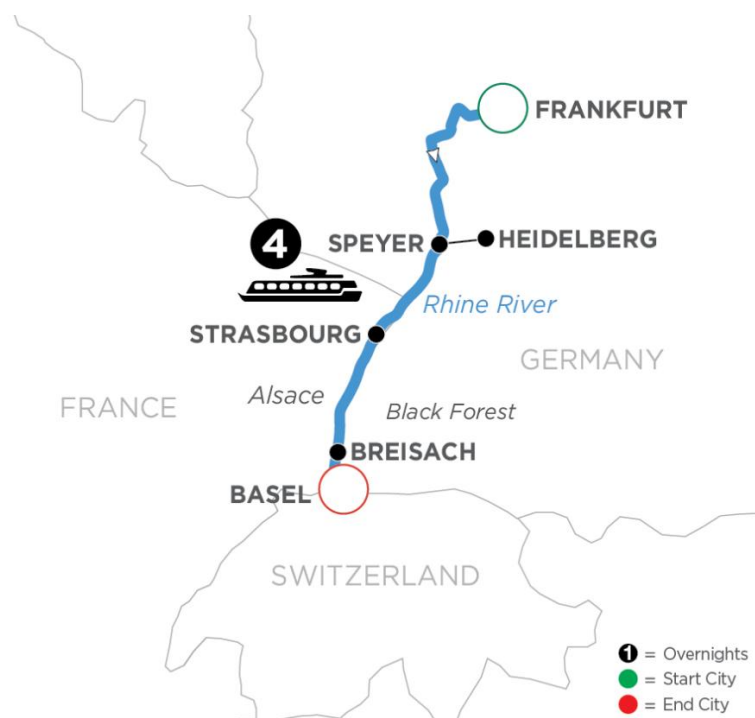 FRANKFURT
4
SPEYER
HEIDELBERG
Rhine River
STRASBOURG
GERMANY
Alsace
FRANCE
Black Forest
BREISACH
BASEL
SWITZERLAND
1 = Overnights
= Start City
= End City